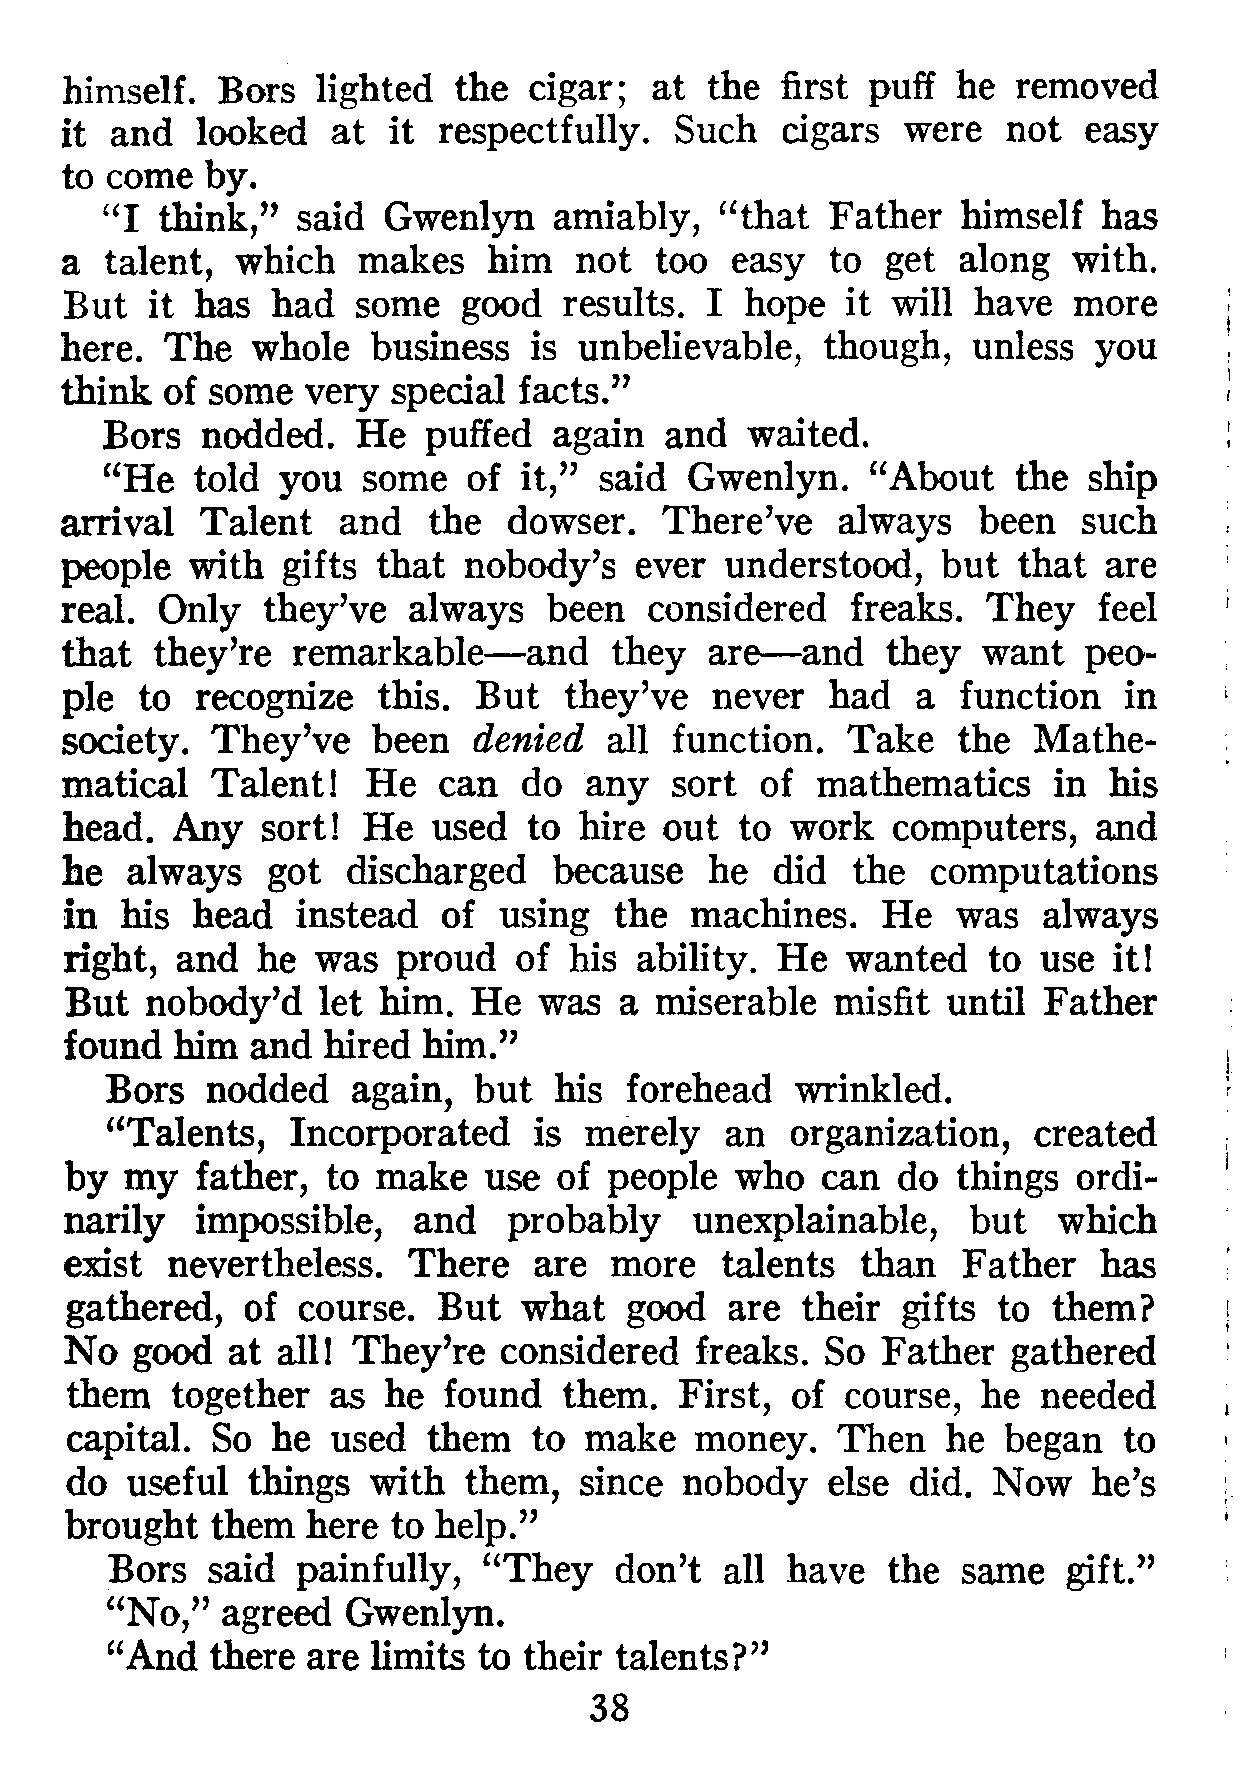 himself. Bors lighted the cigar; at the first puff he removed
it and looked at it respectfully. Such cigars were not easy
to come by.
“I think,” said Gwenlyn amiably, “that Father himself has
a talent, which makes him not too easy to get along with.
But it has had some good results. I hope it will have more
here. The whole business is unbelievable, though, unless you
think of some very special facts.”
Bors nodded. He puffed again and waited.
“He told you some of it,” said Gwenlyn. “About the ship
arrival Talent and the dowser. There’ve always been such
people with gifts that nobody’s ever understood, but that are
real. Only they’ve always been considered freaks. They feel
that they’re remarkable—and they are—and they want peo-
ple to recognize this. But they’ve never had a function in
society. They’ve been denied all function. Take the Mathe-
matical Talent! He can do any sort of mathematics in his
head. Any sort! He used to hire out to work computers, and
he always got discharged because he did the computations
in his head instead of using the machines. He was always
right, and he was proud of his ability. He wanted to use it!
But nobody’d let him. He was a miserable misfit until Father
found him and hired him.”
Bors nodded again, but his forehead wrinkled.
“Talents, Incorporated is merely an organization, created
by my father, to make use of people who can do things ordi-
narily impossible, and probably unexplainable, but which
exist nevertheless. There are more talents than Father has
gathered, of course. But what good are their gifts to them?
No good at all! They’re considered freaks. So Father gathered
them together as he found them. First, of course, he needed
capital. So he used them to make money. Then he began to
do useful things with them, since nobody else did. Now he’s
brought them here to help.”
Bors said painfully, “They don’t all have the same gift.”
“No,” agreed Gwenlyn.
“And there are limits to their talents?”
38